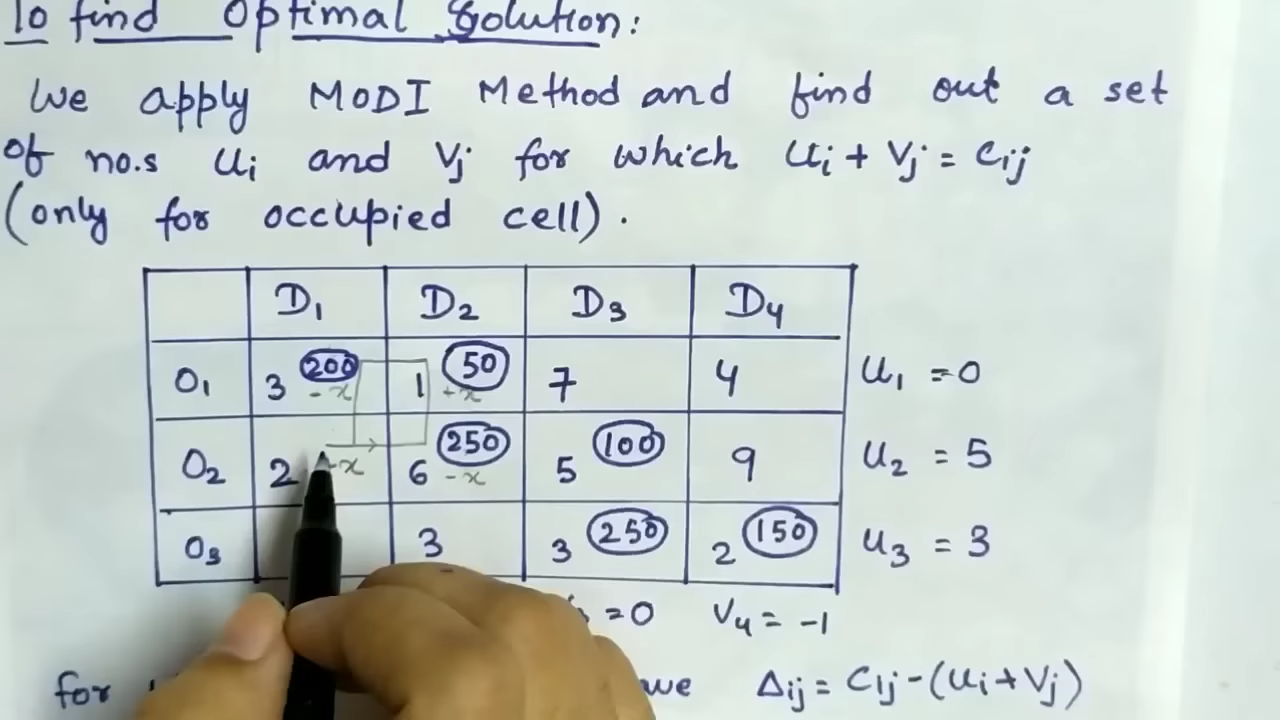 To find Optimal Solution:
We apply MODI Method and find out a set
of no.s ui and Vj for which ui + Vj = cij
(only for occupied cell).
D1 D2 D3 D4
O1 3 200 -x 1 50 +x 7 4 u1 = 0
O2 2 +x 6 250 -x 5 100 9 u2 = 5
O3 3 3 250 2 150 u3 = 3
=0 V4 = -1
for we Δij = Cij - (ui + Vj)